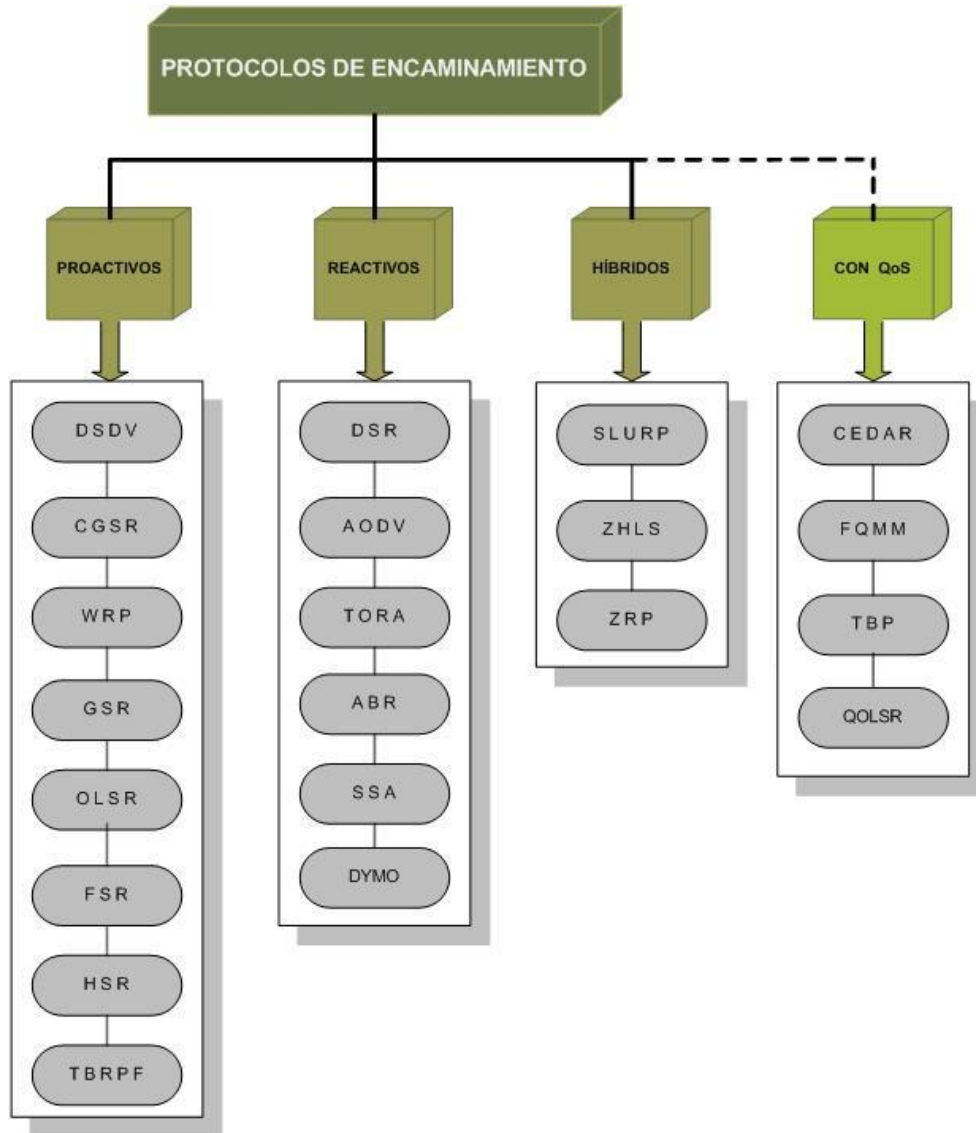 PROTOCOLOS DE ENCAMINAMIENTO
PROACTIVOS
DSDV
CGSR
WRP
GSR
OLSR
FSR
HSR
TBRPF
REACTIVOS
DSR
AODV
TORA
ABR
SSA
DYMO
HÍBRIDOS
SLURP
ZHLS
ZRP
CON QoS
CEDAR
FQMM
TBP
QOLSR